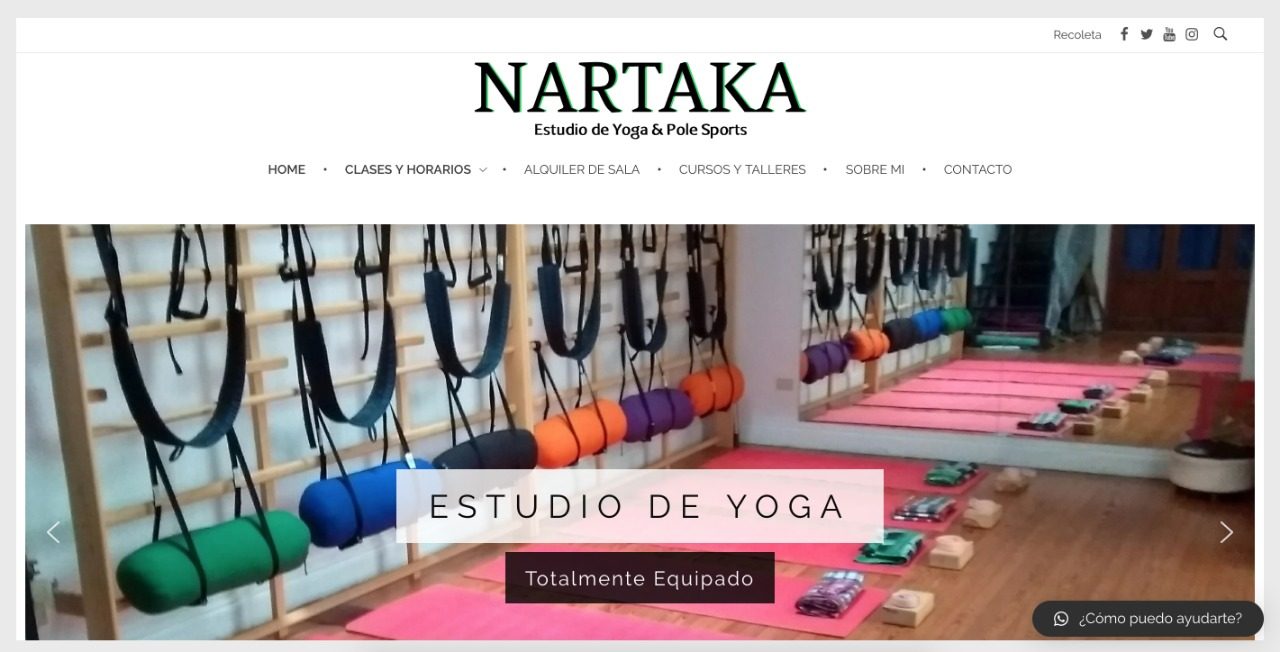 Recoleta
NARTAKA
Estudio de Yoga & Pole Sports
HOME • CLASES Y HORARIOS • ALQUILER DE SALA • CURSOS Y TALLERES • SOBRE MI • CONTACTO
ESTUDIO DE YOGA
Totalmente Equipado
¿Cómo puedo ayudarte?